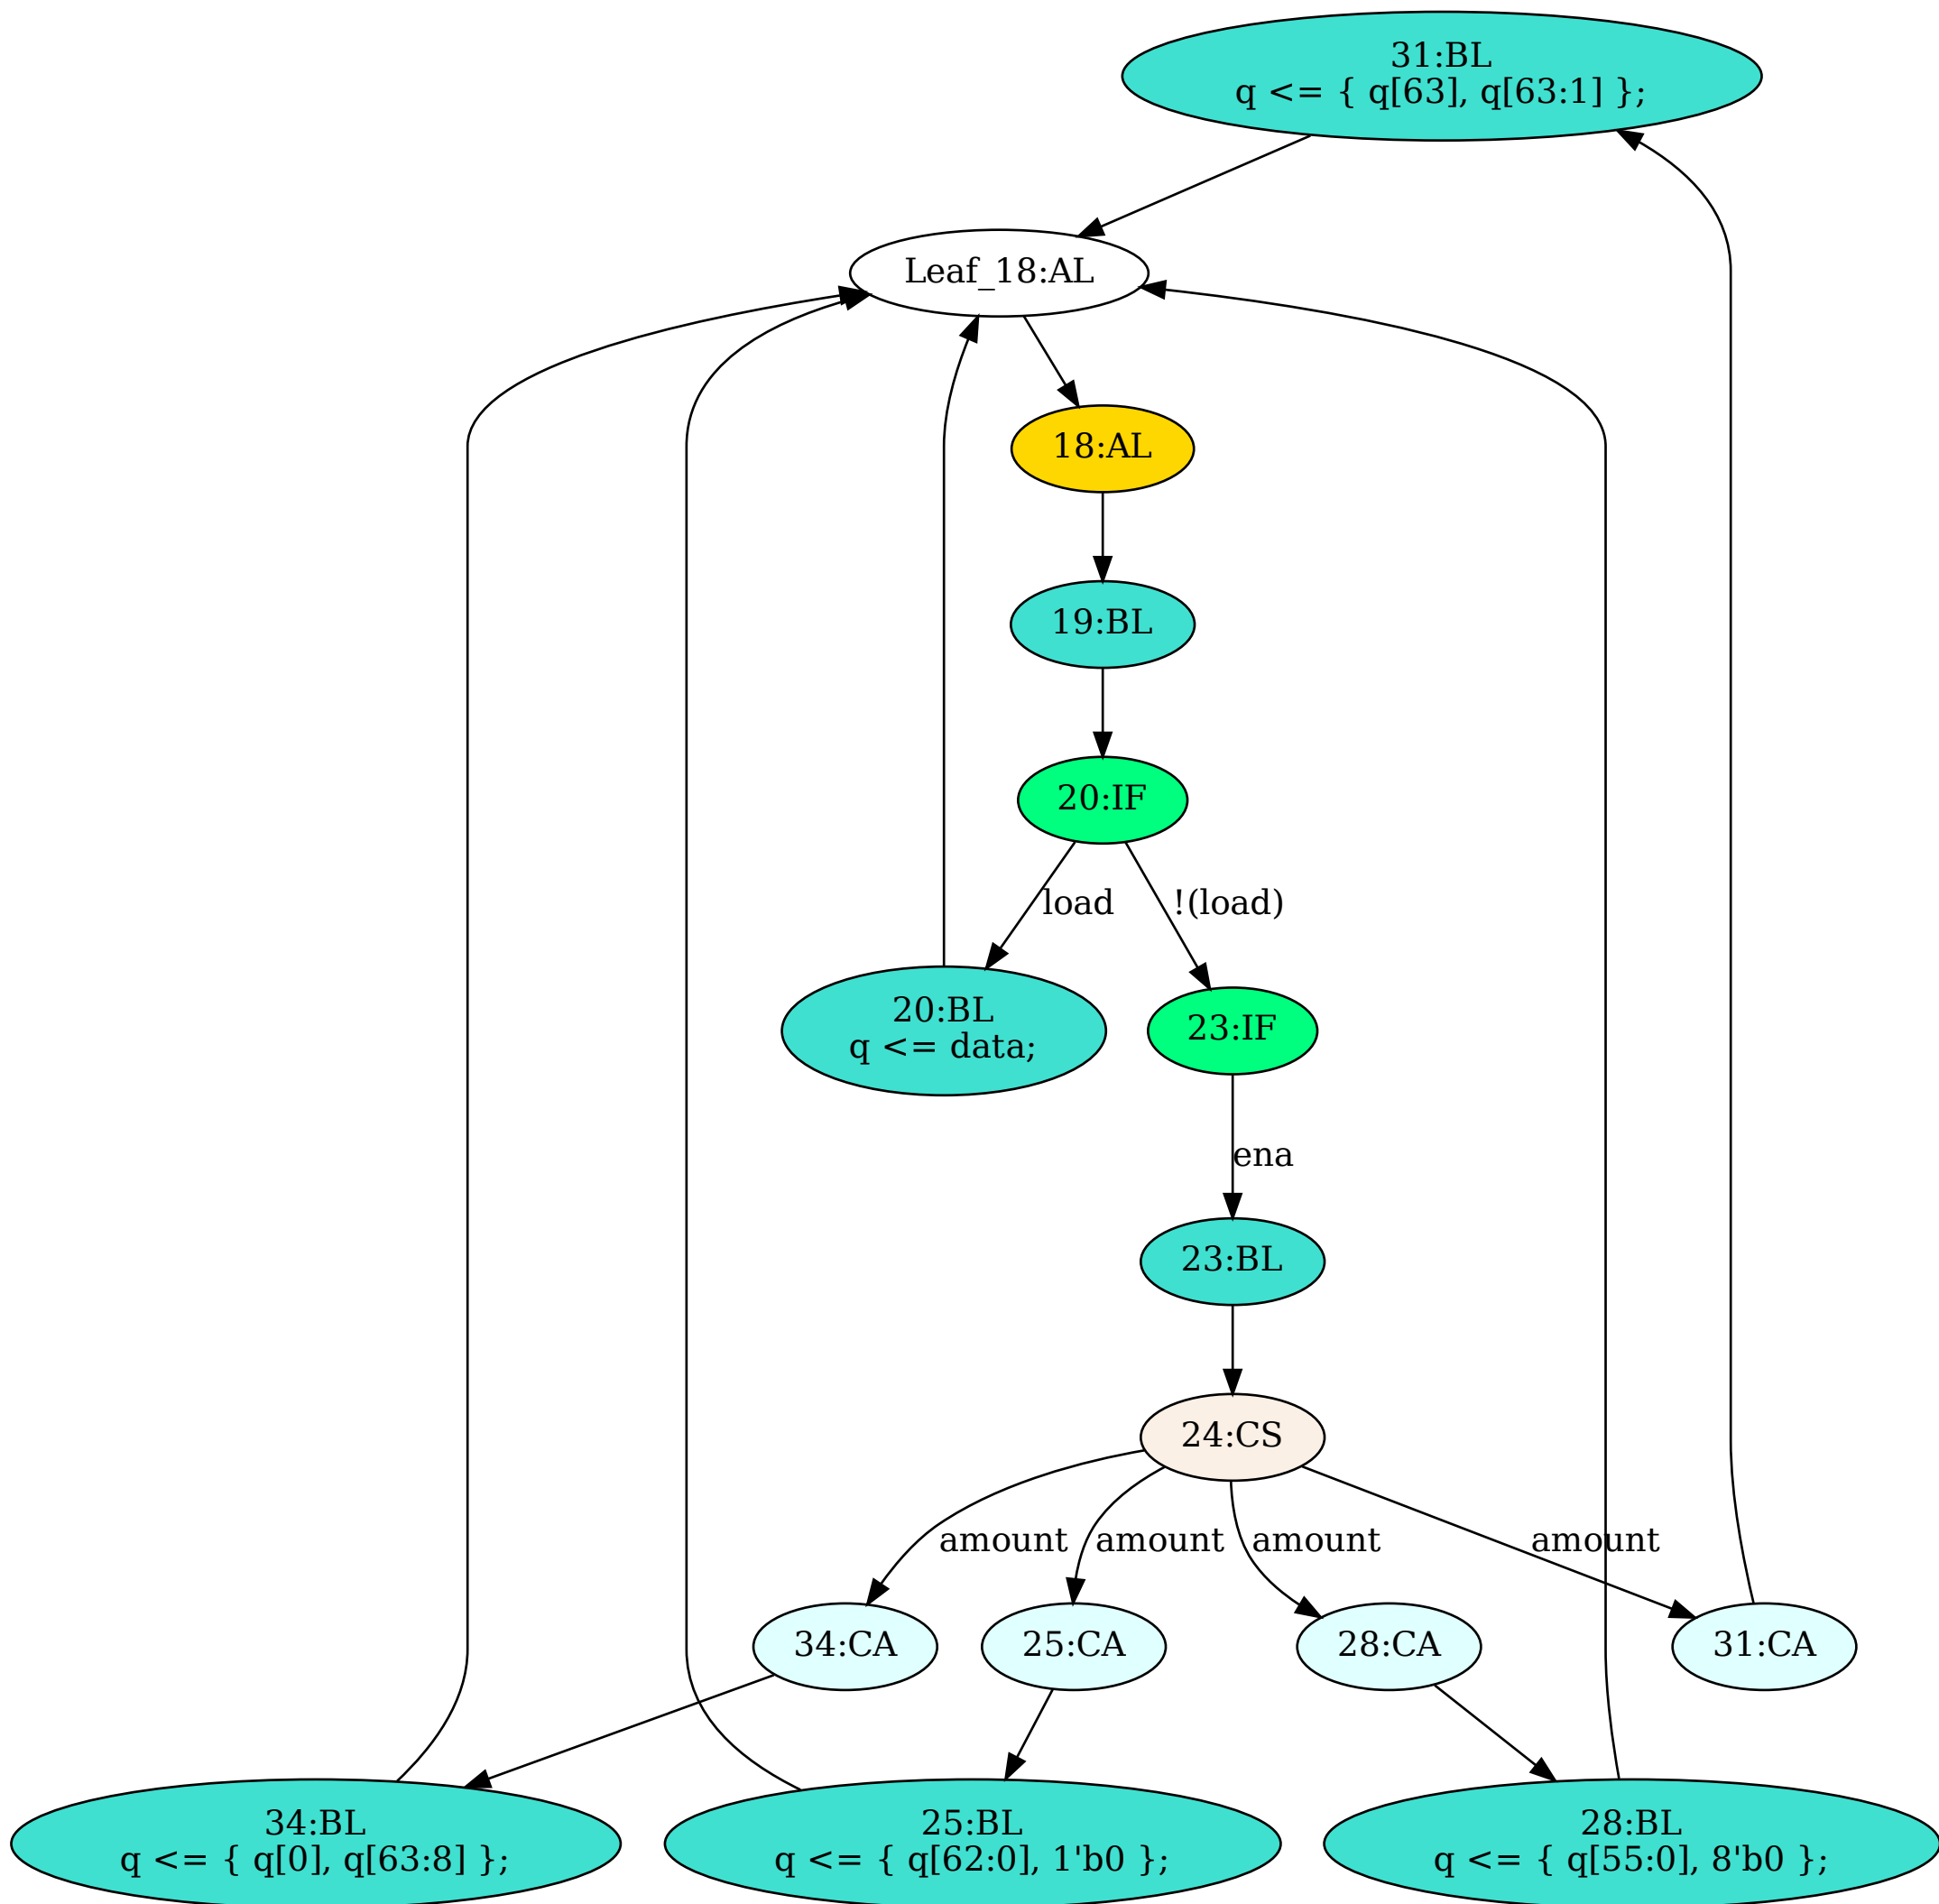 31:BL
q <= { q[63], q[63:1] };
Leaf_18:AL
18:AL
19:BL
20:IF
load
!(load)
20:BL
q <= data;
23:IF
ena
23:BL
24:CS
amount
amount
amount
amount
34:CA
25:CA
28:CA
31:CA
34:BL
q <= { q[0], q[63:8] };
25:BL
q <= { q[62:0], 1'b0 };
28:BL
q <= { q[55:0], 8'b0 };